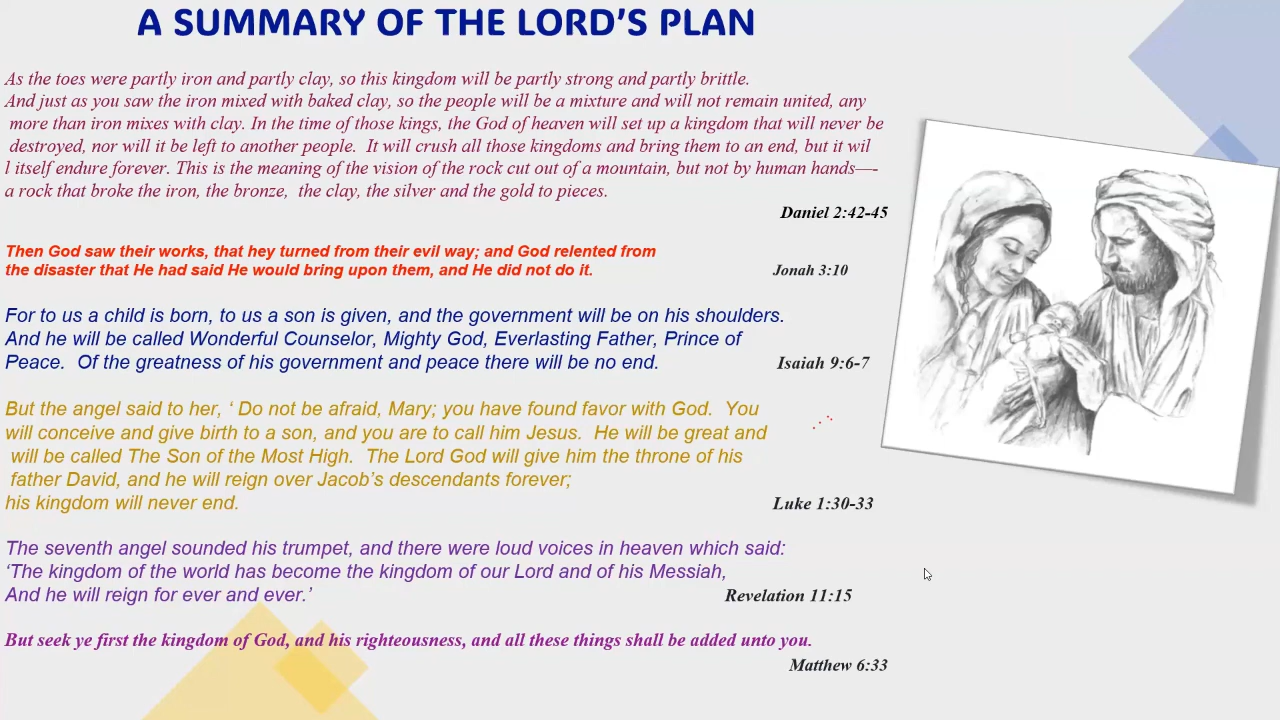 A SUMMARY OF THE LORD'S PLAN
As the toes were partly iron and partly clay, so this kingdom will be partly strong and partly brittle.
And just as you saw the iron mixed with baked clay, so the people will be a mixture and will not remain united, any
more than iron mixes with clay. In the time of those kings, the God of heaven will set up a kingdom that will never be
destroyed, nor will it be left to another people. It will crush all those kingdoms and bring them to an end, but it wil
l itself endure forever. This is the meaning of the vision of the rock cut out of a mountain, but not by human hands—-
a rock that broke the iron, the bronze, the clay, the silver and the gold to pieces.
Daniel 2:42-45
Then God saw their works, that hey turned from their evil way; and God relented from
the disaster that He had said He would bring upon them, and He did not do it. Jonah 3:10
For to us a child is born, to us a son is given, and the government will be on his shoulders.
And he will be called Wonderful Counselor, Mighty God, Everlasting Father, Prince of
Peace. Of the greatness of his government and peace there will be no end. Isaiah 9:6-7
But the angel said to her, ‘ Do not be afraid, Mary; you have found favor with God. You
will conceive and give birth to a son, and you are to call him Jesus. He will be great and
will be called The Son of the Most High. The Lord God will give him the throne of his
father David, and he will reign over Jacob's descendants forever;
his kingdom will never end. Luke 1:30-33
The seventh angel sounded his trumpet, and there were loud voices in heaven which said:
‘The kingdom of the world has become the kingdom of our Lord and of his Messiah,
And he will reign for ever and ever.’ Revelation 11:15
But seek ye first the kingdom of God, and his righteousness, and all these things shall be added unto you.
Matthew 6:33